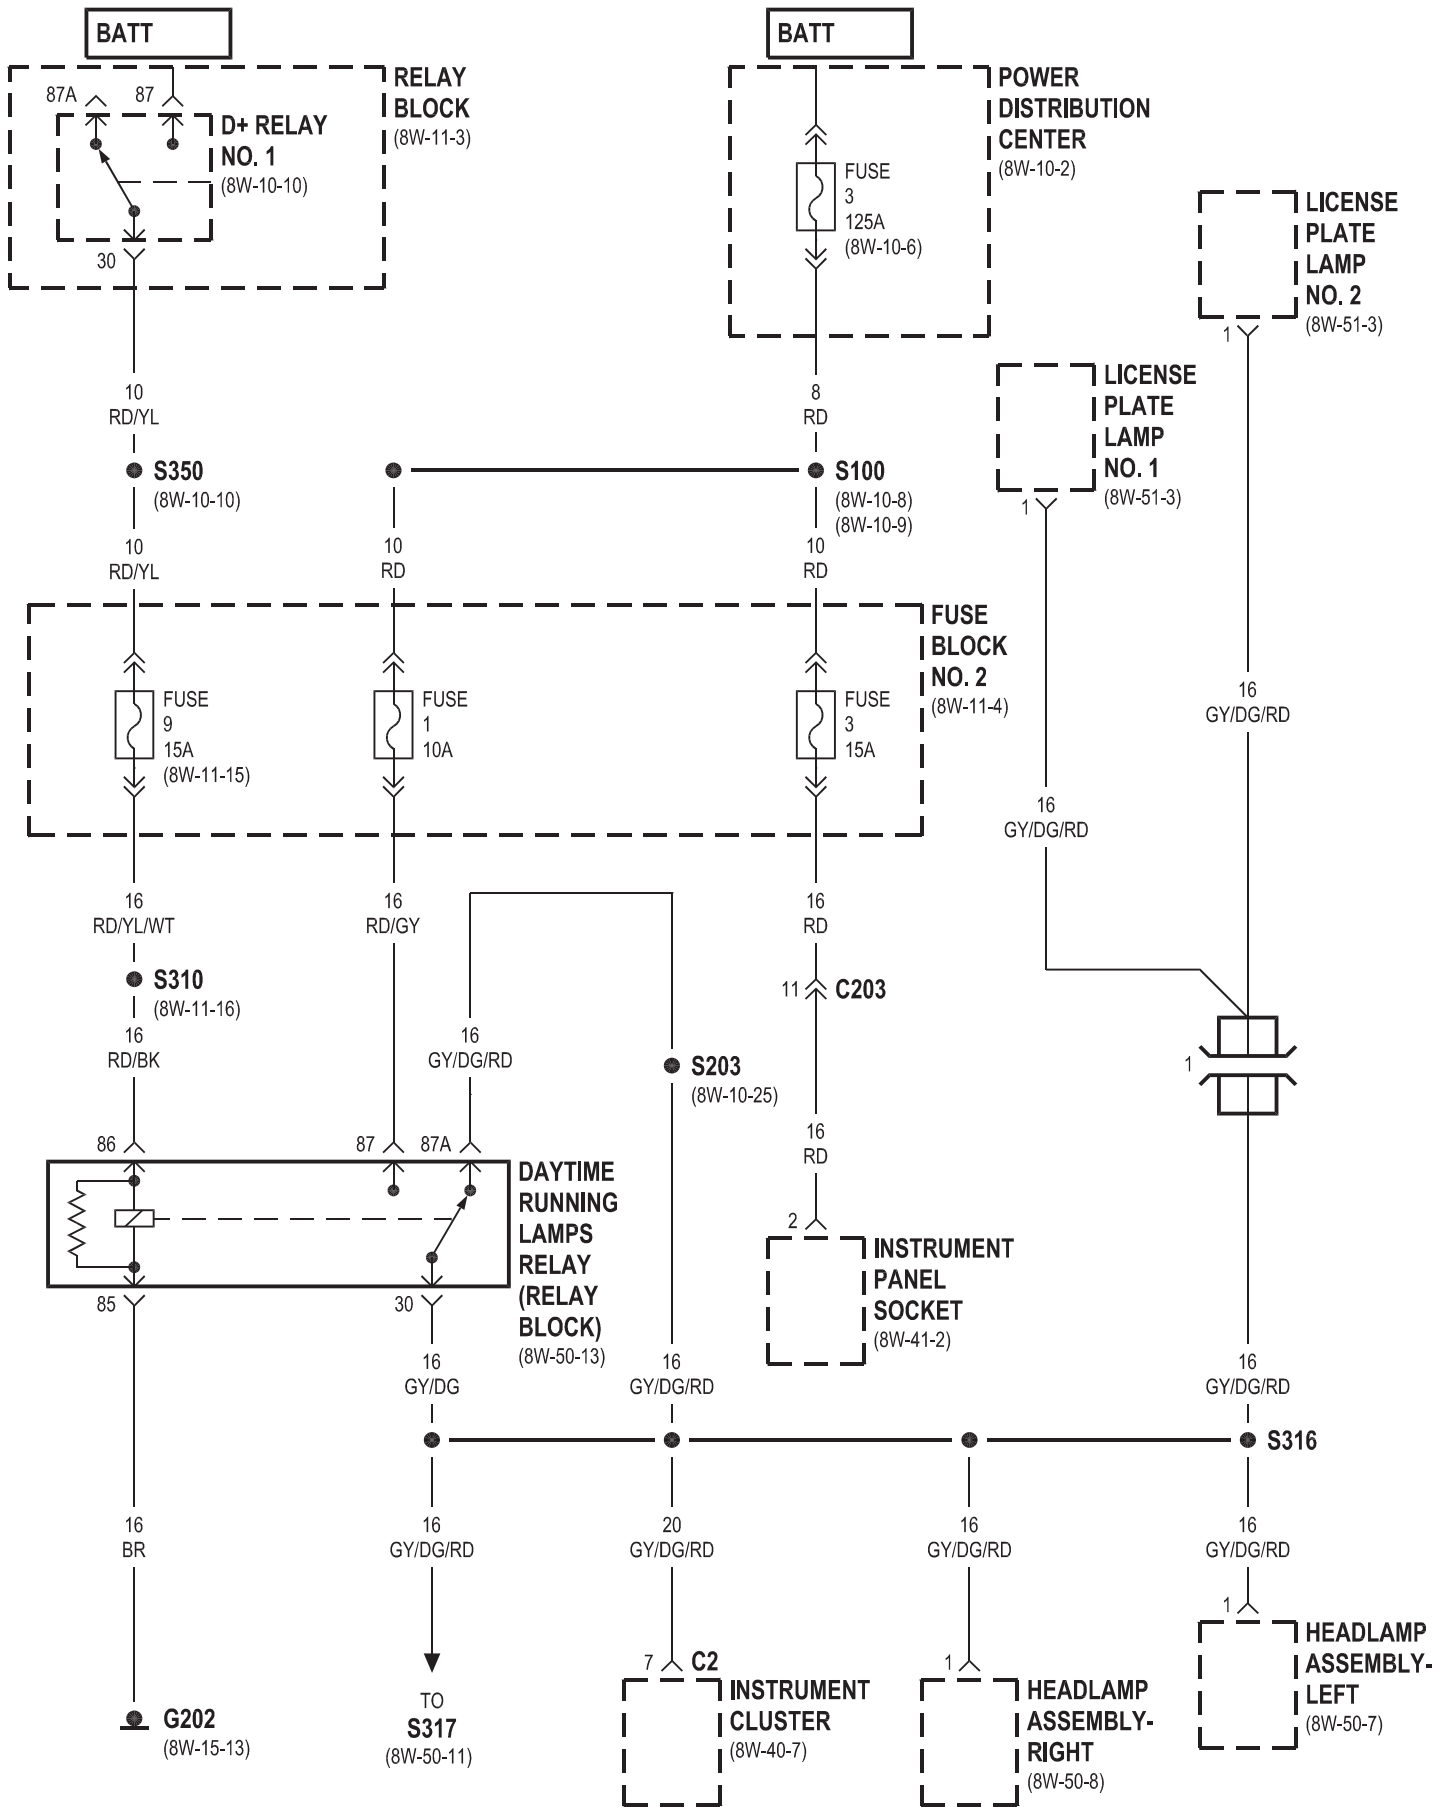 BATT
BATT
87A
87
D+ RELAY
NO. 1
(8W-10-10)
30
RELAY
BLOCK
(8W-11-3)
FUSE
3
125A
(8W-10-6)
POWER
DISTRIBUTION
CENTER
(8W-10-2)
LICENSE
PLATE
LAMP
NO. 2
(8W-51-3)
1
LICENSE
PLATE
LAMP
NO. 1
(8W-51-3)
1
10
RD/YL
8
RD
S350
(8W-10-10)
S100
(8W-10-8)
(8W-10-9)
10
RD/YL
10
RD
10
RD
FUSE
BLOCK
NO. 2
(8W-11-4)
FUSE
9
15A
(8W-11-15)
FUSE
1
10A
FUSE
3
15A
16
GY/DG/RD
16
GY/DG/RD
16
RD/YL/WT
16
RD/GY
16
RD
S310
(8W-11-16)
11
C203
16
RD/BK
16
GY/DG/RD
S203
(8W-10-25)
1
16
RD
86
87
87A
DAYTIME
RUNNING
LAMPS
RELAY
(RELAY
BLOCK)
(8W-50-13)
85
30
2
INSTRUMENT
PANEL
SOCKET
(8W-41-2)
16
GY/DG
16
GY/DG/RD
16
GY/DG/RD
S316
16
BR
16
GY/DG/RD
20
GY/DG/RD
16
GY/DG/RD
16
GY/DG/RD
G202
(8W-15-13)
TO
S317
(8W-50-11)
7
C2
INSTRUMENT
CLUSTER
(8W-40-7)
1
HEADLAMP
ASSEMBLY-
RIGHT
(8W-50-8)
1
HEADLAMP
ASSEMBLY-
LEFT
(8W-50-7)